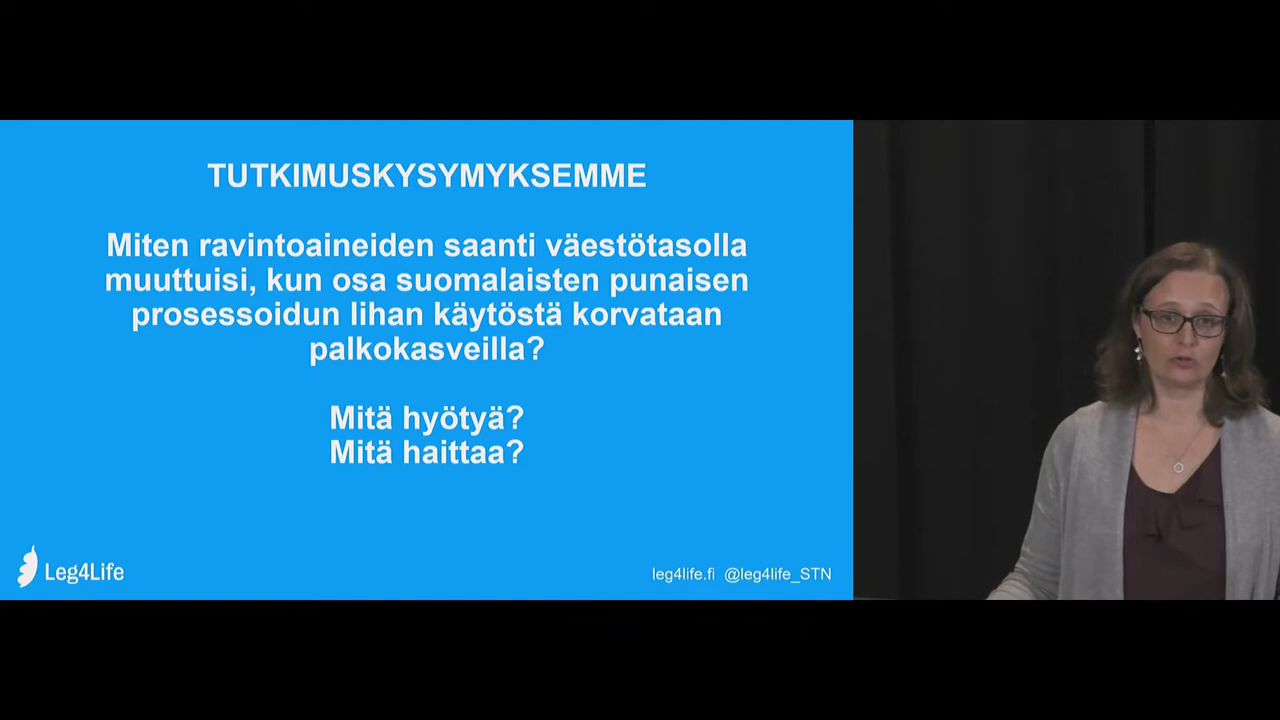 TUTKIMUSKYSYMYKSEMME
Miten ravintoaineiden saanti väestötasolla
muuttuisi, kun osa suomalaisten punaisen
prosessoidun lihan käytöstä korvataan
palkokasveilla?
Mitä hyötyä?
Mitä haittaa?
Leg4Life
leg4life.fi @leg4life_STN